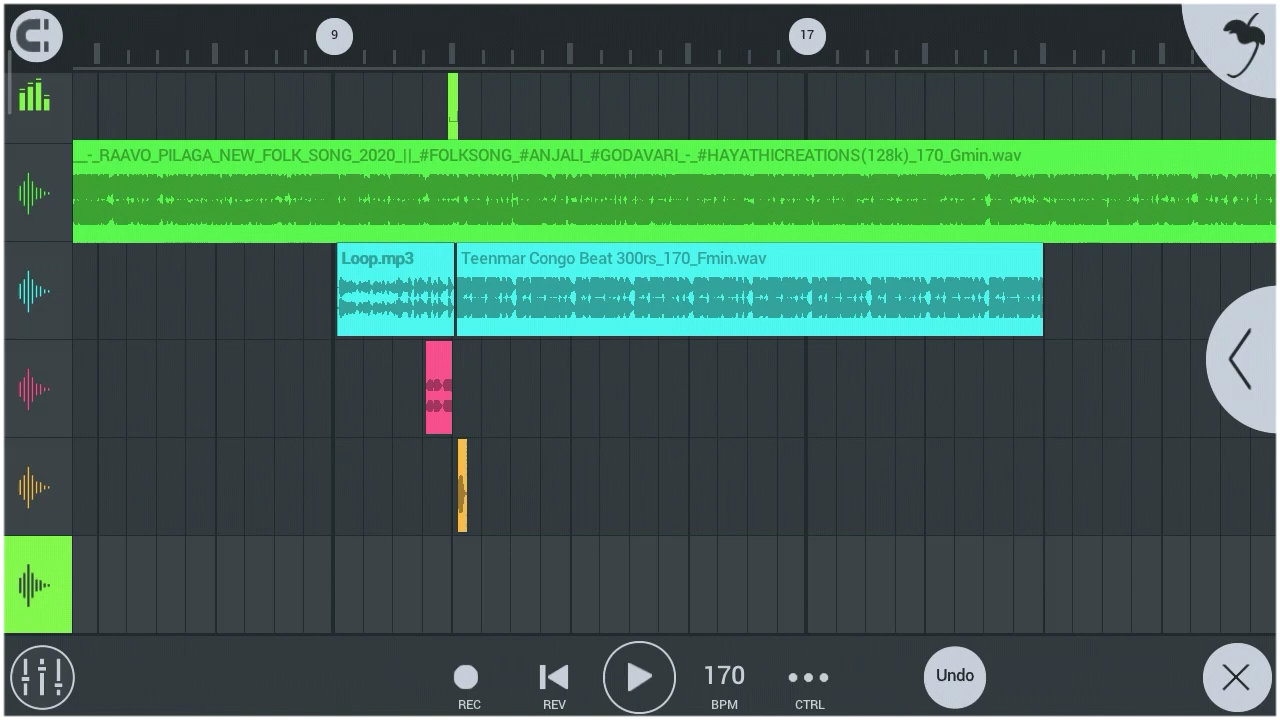 9
17
__-_RAAVO_PILAGA_NEW_FOLK_SONG_2020_||_#FOLKSONG_#ANJALI_#GODAVARI_-_#HAYATHICREATIONS(128k)_170_Gmin.wav
Loop.mp3
Teenmar Congo Beat 300rs_170_Fmin.wav
170
Undo
REC
REV
BPM
CTRL